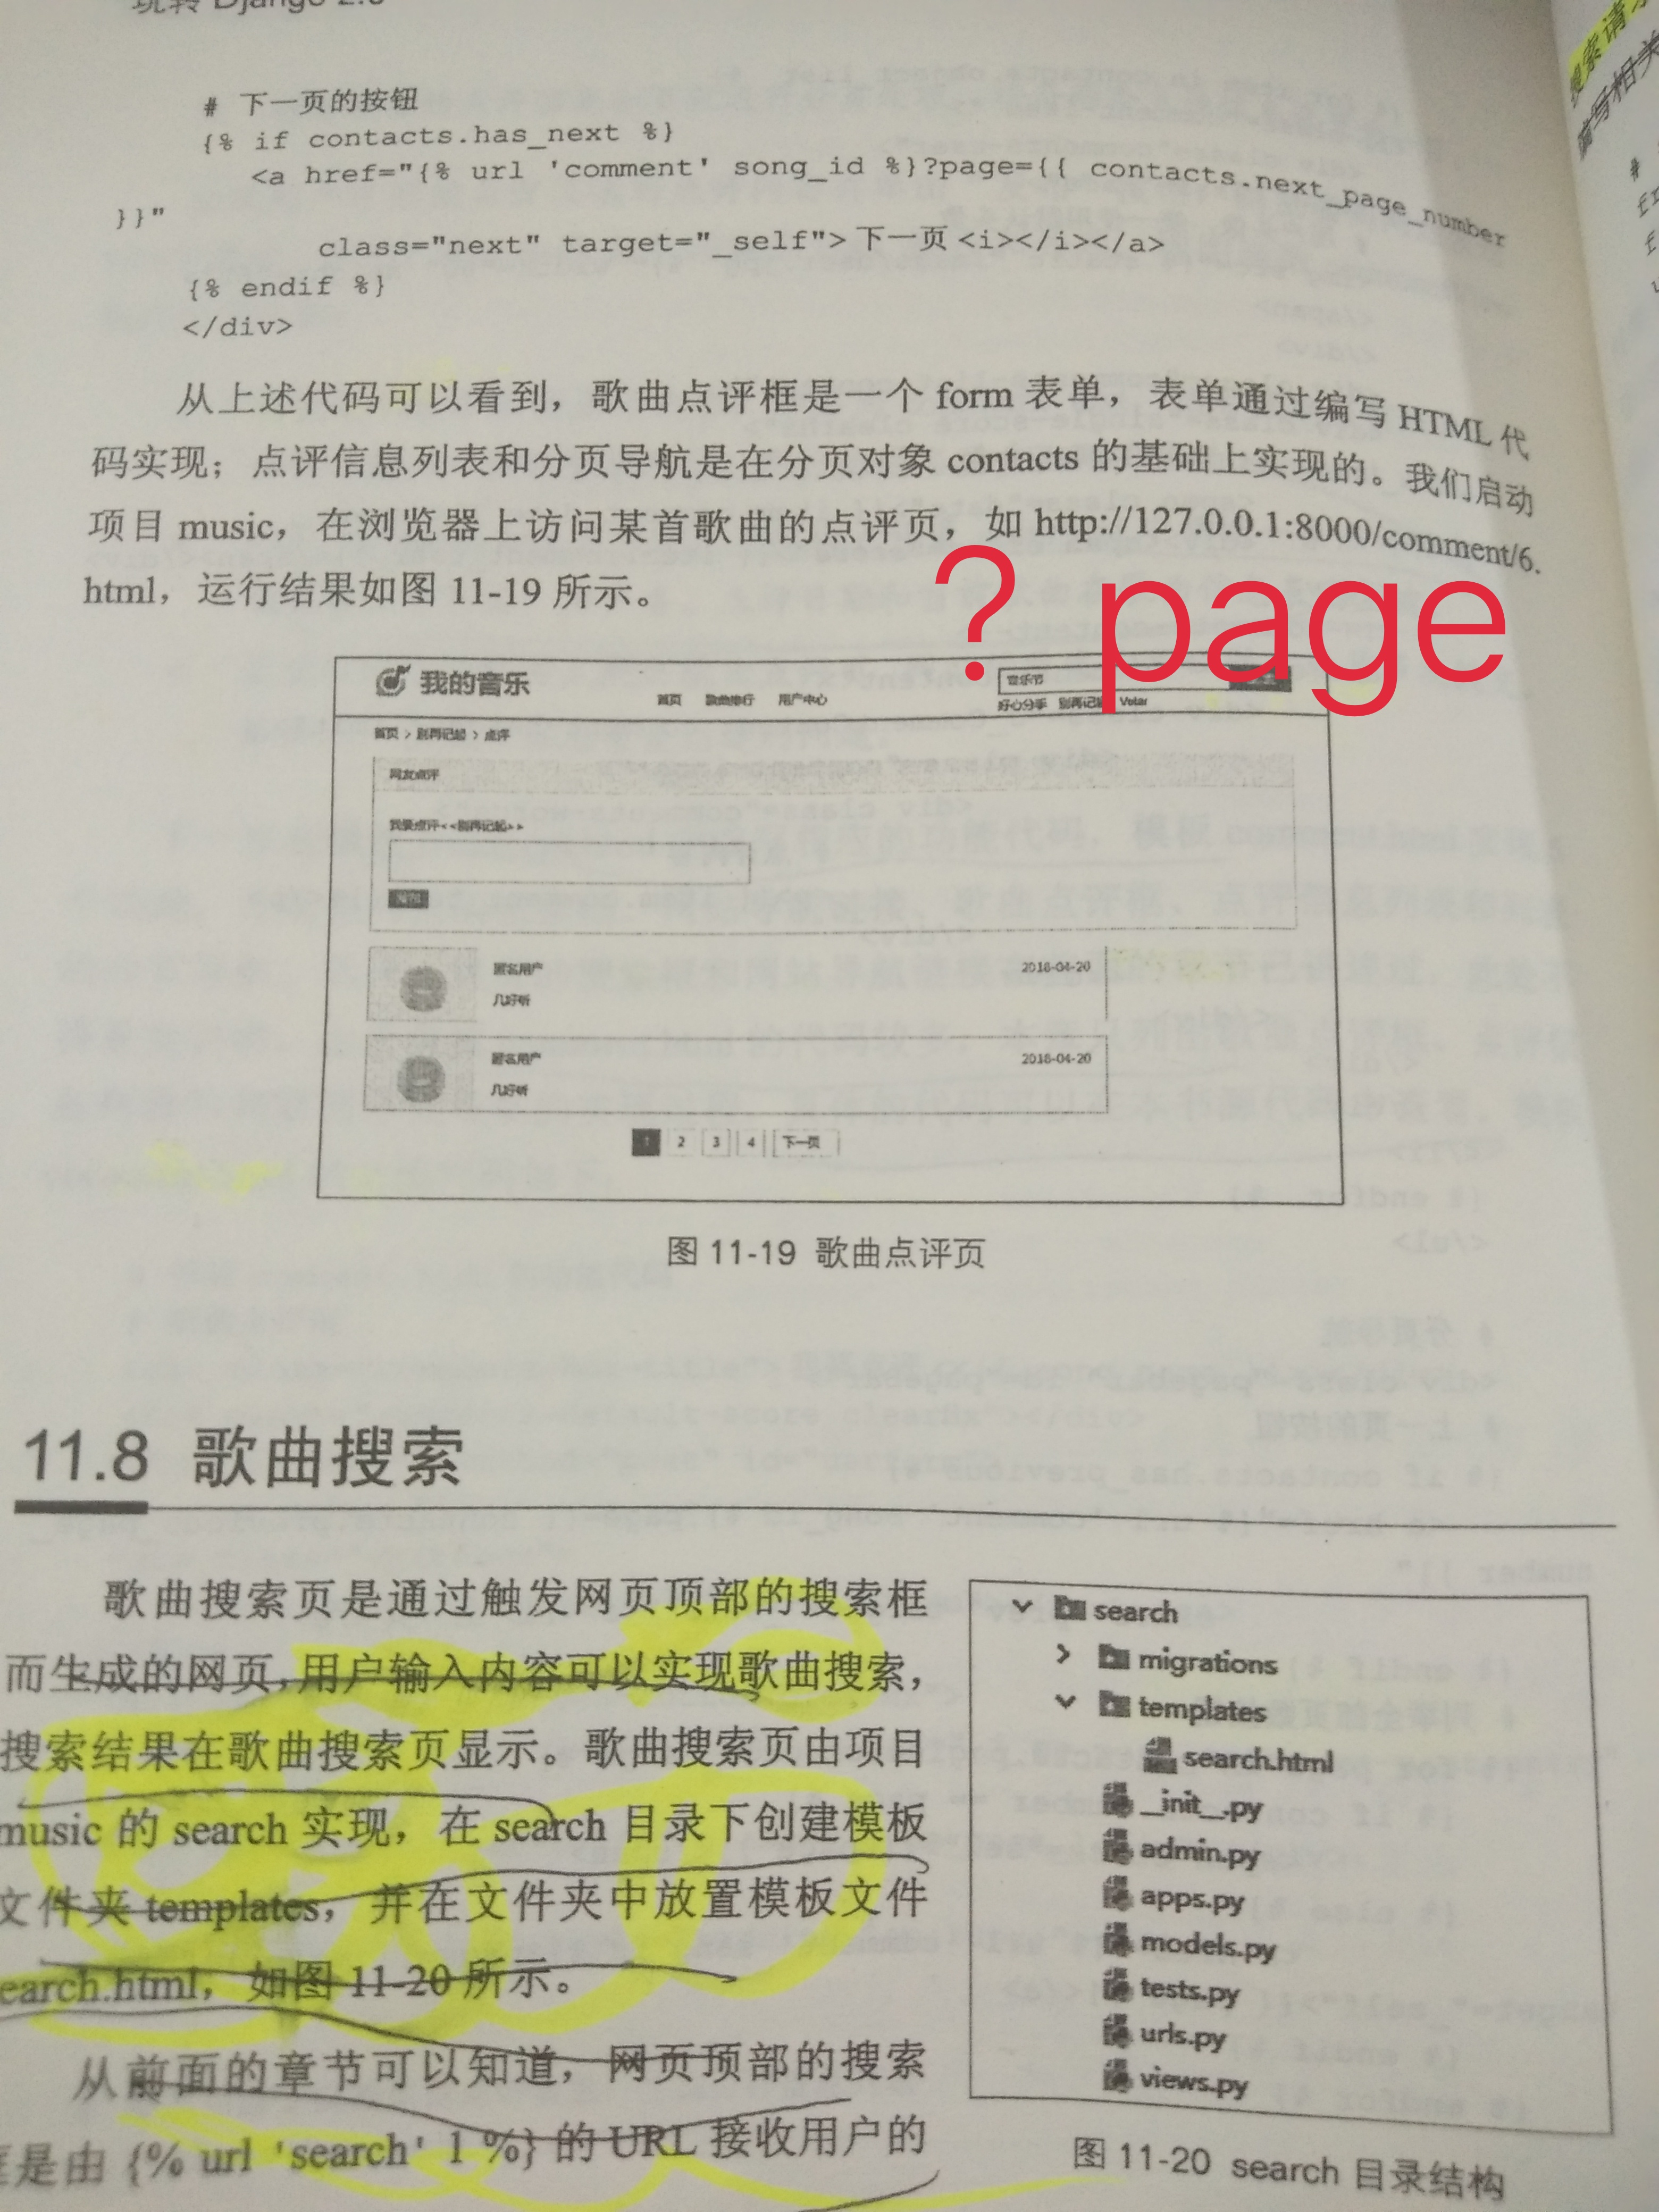 玩转 Django 2.0
# 下一页的按钮
{% if contacts.has_next %}
<a href="{% url 'comment' song_id %}?page={{ contacts.next_page_number
}}"
class="next" target="_self">下一页<i></i></a>
{% endif %}
</div>
从上述代码可以看到，歌曲点评框是一个 form 表单，表单通过编写 HTML 代
码实现；点评信息列表和分页导航是在分页对象 contacts 的基础上实现的。我们启动
项目 music，在浏览器上访问某首歌曲的点评页，如 http://127.0.0.1:8000/comment/6.
html，运行结果如图 11-19 所示。
? page
我的音乐
首页 歌曲排行 用户中心
音乐节
好心分手 别再记起 Volar
首页 > 别再记起 > 点评
网友点评
我要点评<<别再记起>>
匿名用户 2018-04-20
几好听
匿名用户 2018-04-20
几好听
1 2 3 4 下一页
图 11-19 歌曲点评页
11.8 歌曲搜索
歌曲搜索页是通过触发网页顶部的搜索框
而生成的网页，用户输入内容可以实现歌曲搜索，
搜索结果在歌曲搜索页显示。歌曲搜索页由项目
music 的 search 实现，在 search 目录下创建模板
文件夹 templates，并在文件夹中放置模板文件
earch.html，如图 11-20 所示。
从前面的章节可以知道，网页顶部的搜索
框是由 {% url 'search' 1 %} 的 URL 接收用户的
search
migrations
templates
search.html
__init__.py
admin.py
apps.py
models.py
tests.py
urls.py
views.py
图 11-20 search 目录结构
搜索请求
编写相关
#